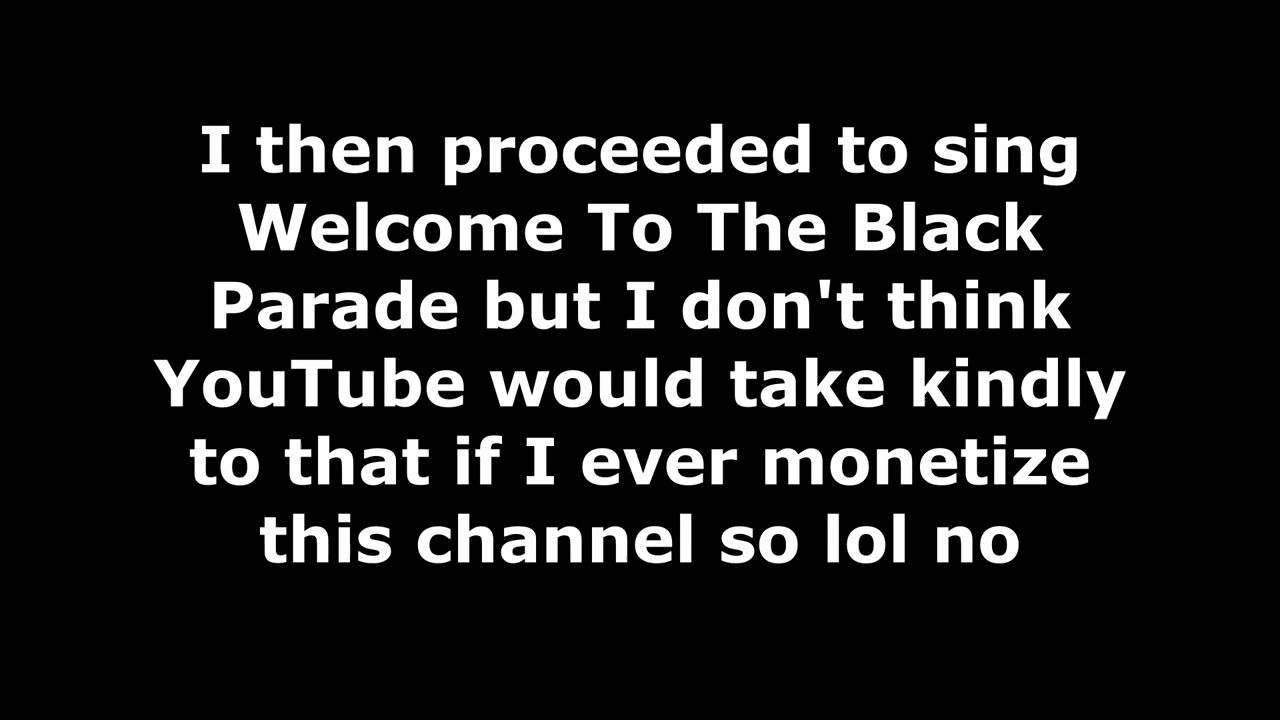 I then proceeded to sing
Welcome To The Black
Parade but I don't think
YouTube would take kindly
to that if I ever monetize
this channel so lol no